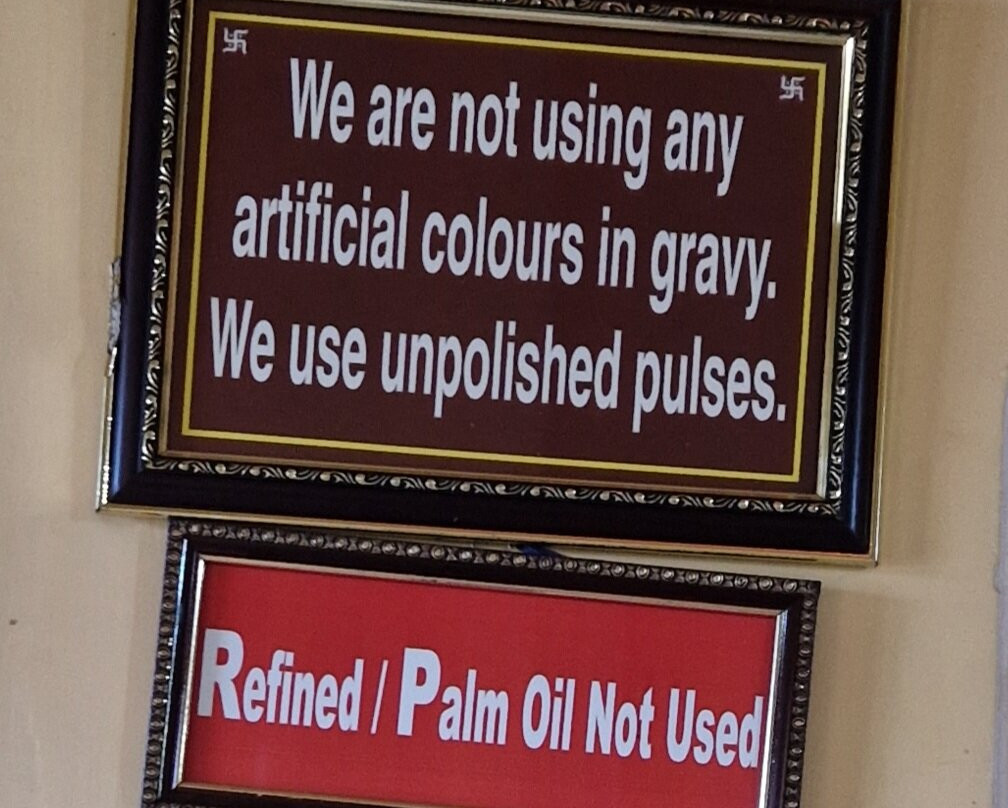 We are not using any
artificial colours in gravy.
We use unpolished pulses.
Refined / Palm Oil Not Used